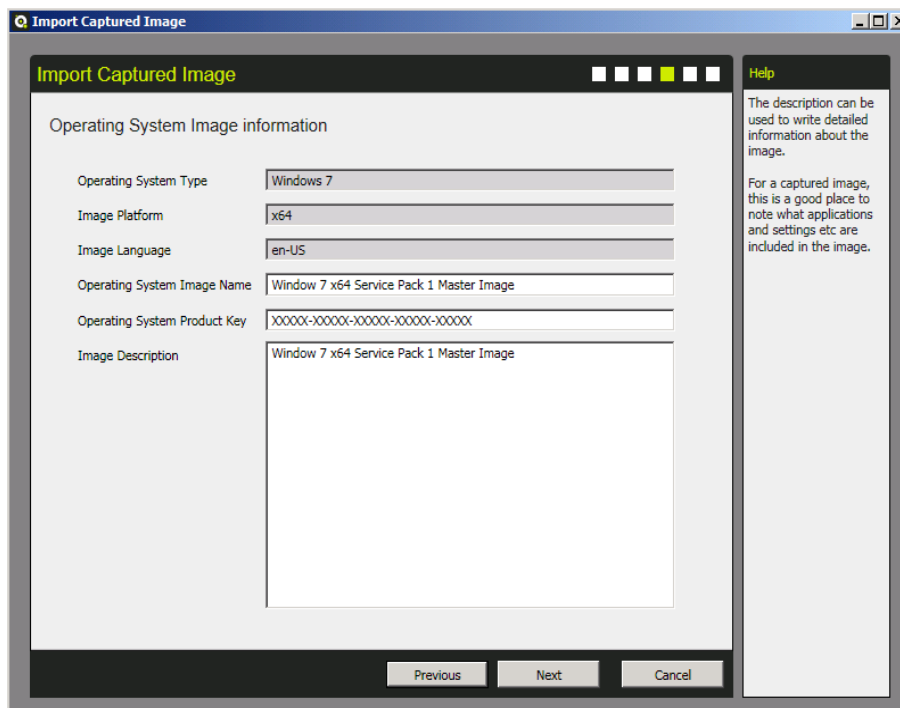 Import Captured Image
Import Captured Image
Help
The description can be
used to write detailed
information about the
image.
For a captured image,
this is a good place to
note what applications
and settings etc are
included in the image.
Operating System Image information
Operating System Type
Windows 7
Image Platform
x64
Image Language
en-US
Operating System Image Name
Window 7 x64 Service Pack 1 Master Image
Operating System Product Key
XXXXX-XXXXX-XXXXX-XXXXX-XXXXX
Image Description
Window 7 x64 Service Pack 1 Master Image
Previous
Next
Cancel